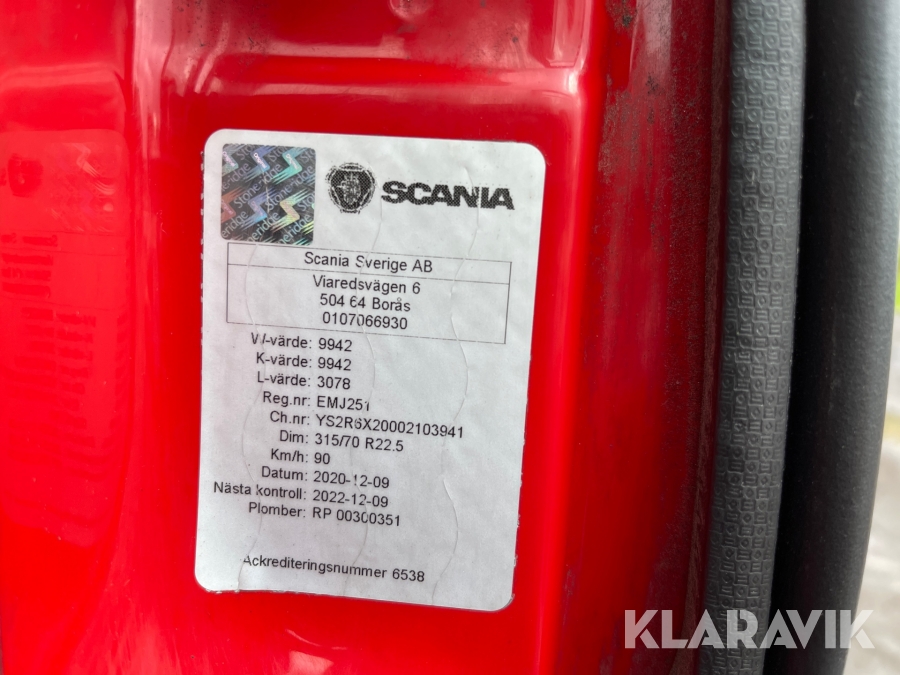 Stoneridge
SCANIA
Scania Sverige AB
Viaredsvägen 6
504 64 Borås
0107066930
W-värde: 9942
K-värde: 9942
L-värde: 3078
Reg.nr: EMJ251
Ch.nr: YS2R6X20002103941
Dim: 315/70 R22.5
Km/h: 90
Datum: 2020-12-09
Nästa kontroll: 2022-12-09
Plomber: RP 00300351
Ackrediteringsnummer 6538
KLARAVIK